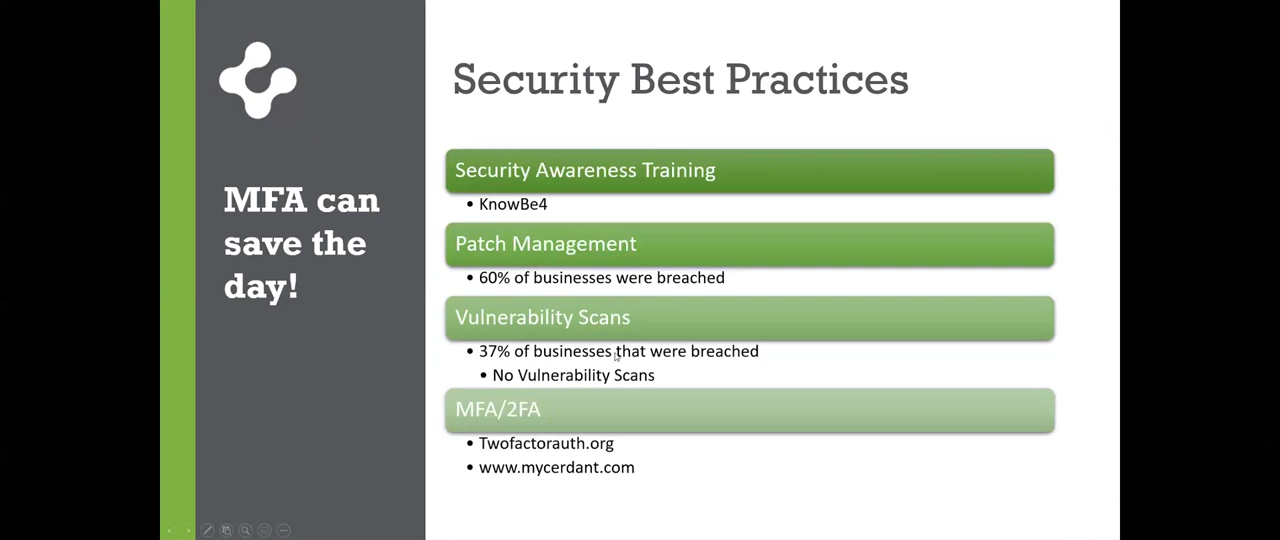 Security Best Practices
MFA can
save the
day!
Security Awareness Training
• KnowBe4
Patch Management
• 60% of businesses were breached
Vulnerability Scans
• 37% of businesses that were breached
• No Vulnerability Scans
MFA/2FA
• Twofactorauth.org
• www.mycerdant.com